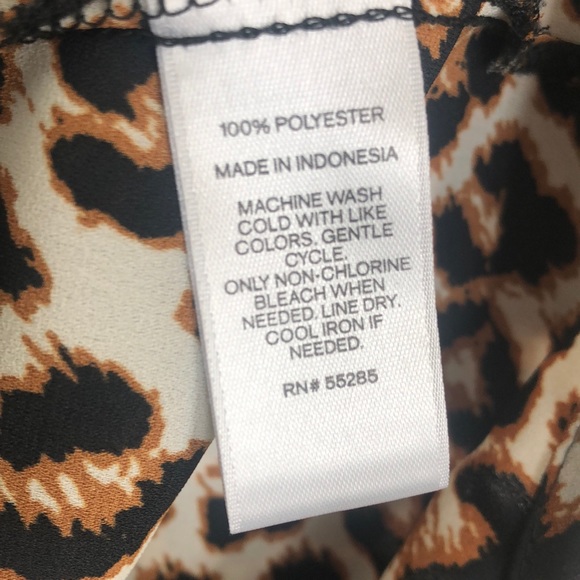 100% POLYESTER
MADE IN INDONESIA
MACHINE WASH
COLD WITH LIKE
COLORS. GENTLE
CYCLE.
ONLY NON-CHLORINE
BLEACH WHEN
NEEDED. LINE DRY.
COOL IRON IF
NEEDED.
RN# 55285